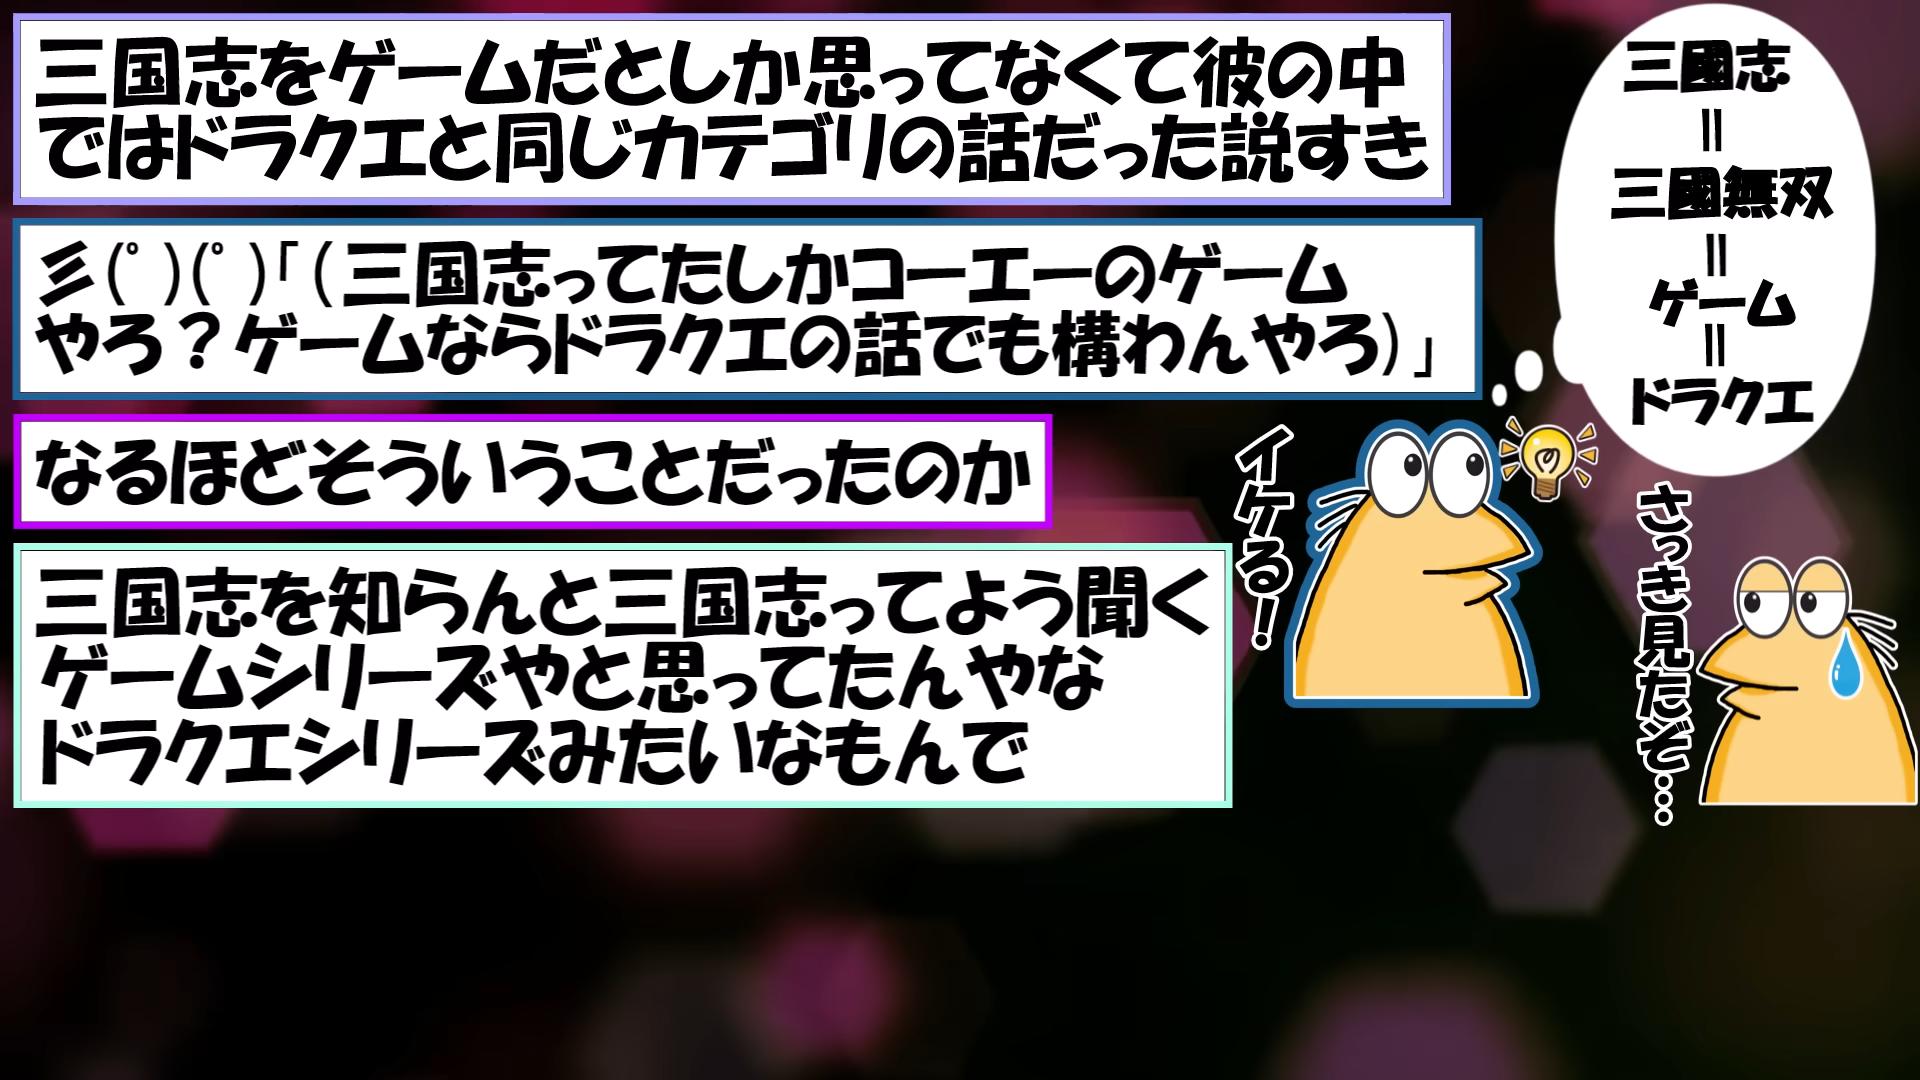 三国志をゲームだとしか思ってなくて彼の中
ではドラクエと同じカテゴリの話だった説すき
彡(ﾟ)(ﾟ)「(三国志ってたしかコーエーのゲーム
やろ？ゲームならドラクエの話でも構わんやろ)」
なるほどそういうことだったのか
三国志を知らんと三国志ってよう聞く
ゲームシリーズやと思ってたんやな
ドラクエシリーズみたいなもんで
三國志
＝
三國無双
＝
ゲーム
＝
ドラクエ
イケる！
さっき見たぞ…